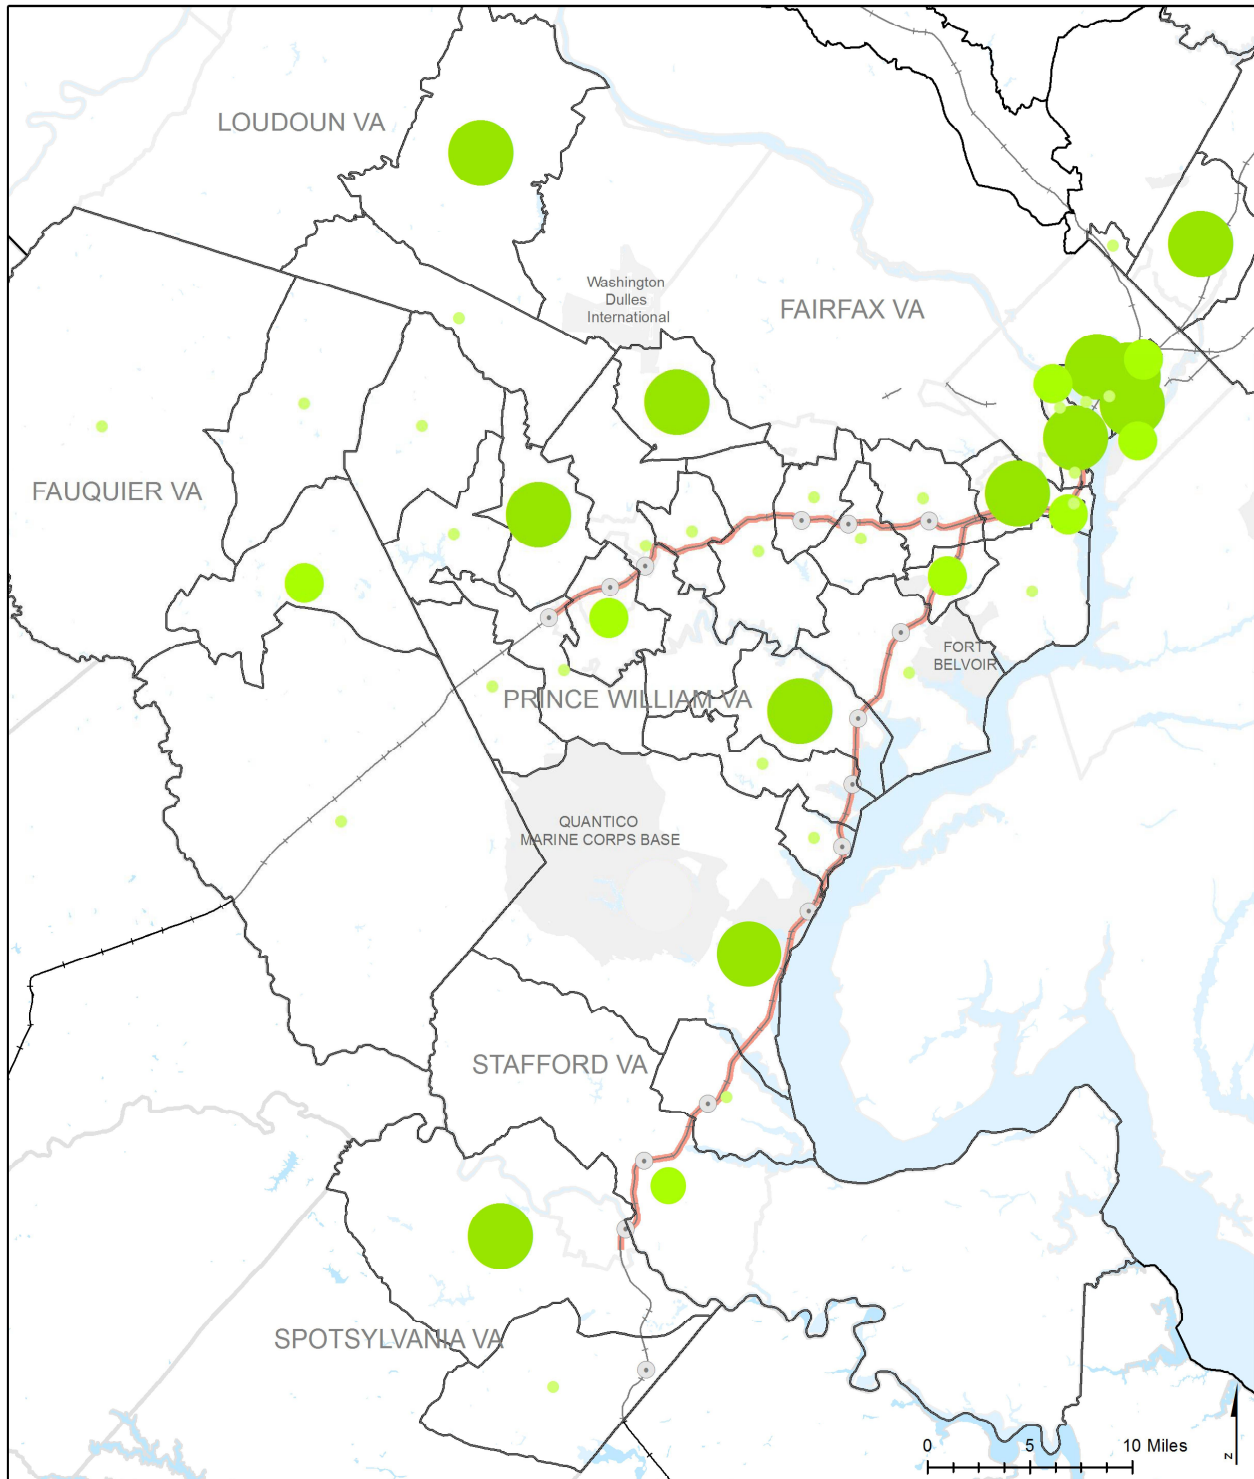 LOUDOUN VA
Washington
Dulles
International
FAIRFAX VA
FAUQUIER VA
FORT
BELVOIR
PRINCE WILLIAM VA
QUANTICO
MARINE CORPS BASE
STAFFORD VA
SPOTSYLVANIA VA
0 5 10 Miles
N